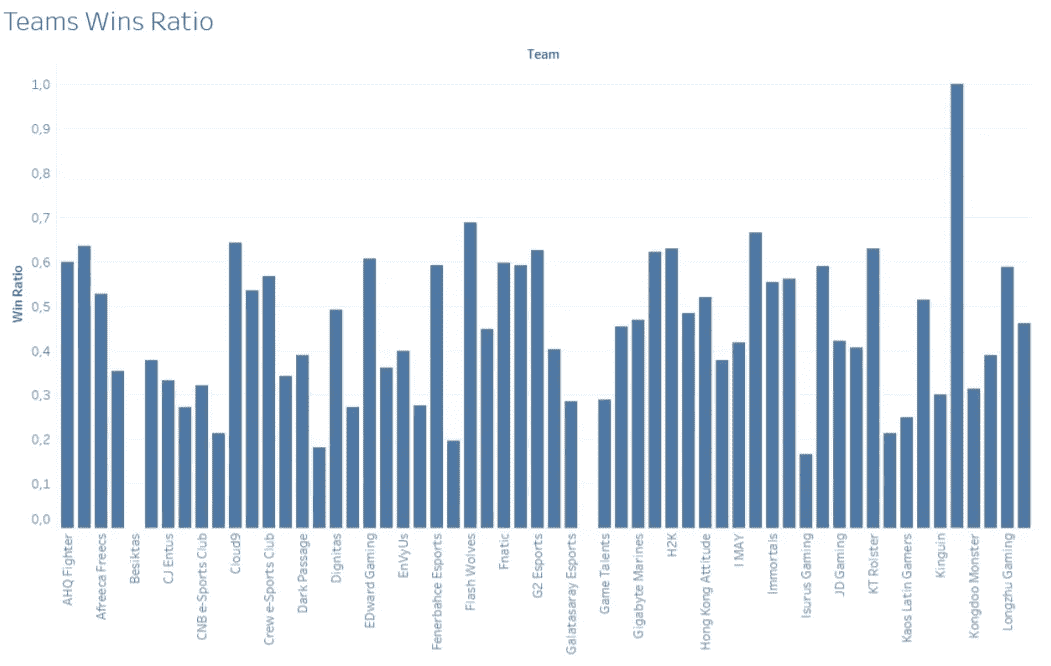 Teams Wins Ratio
Team
Win Ratio
1,0
0,9
0,8
0,7
0,6
0,5
0,4
0,3
0,2
0,1
0,0
AHQ Fighter
Afreeca Freecs
Besiktas
CJ Entus
CNB e-Sports Club
Cloud9
Crew e-Sports Club
Dark Passage
Dignitas
EDward Gaming
EnVyUs
Fenerbahce Esports
Flash Wolves
Fnatic
G2 Esports
Galatasaray Esports
Game Talents
Gigabyte Marines
H2K
Hong Kong Attitude
I MAY
Immortals
Isurus Gaming
JD Gaming
KT Rolster
Kaos Latin Gamers
Kinguin
Kongdoo Monster
Longzhu Gaming